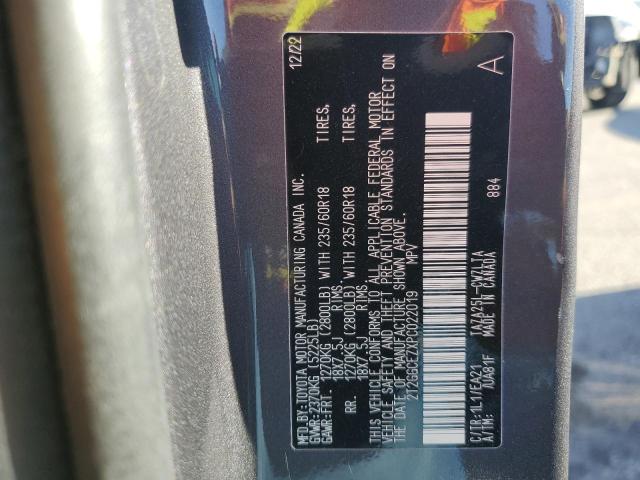 MFD.BY:TOYOTA MOTOR MANUFACTURING CANADA INC. 12/22
GVWR:2370KG (5225LB)
GAWR:FRT. 1270KG (2800LB) WITH 235/60R18 TIRES,
18X7.5J RIMS,
RR. 1270KG (2800LB) WITH 235/60R18 TIRES,
18X7.5J RIMS,
THIS VEHICLE CONFORMS TO ALL APPLICABLE FEDERAL MOTOR
VEHICLE SAFETY AND THEFT PREVENTION STANDARDS IN EFFECT ON
THE DATE OF MANUFACTURE SHOWN ABOVE.
2T2GGCEZXPC022019 MPV A
C/TR:1L1/EA21 TAZA25L-CWZLTA
A/TM: /UA81F MADE IN CANADA 884